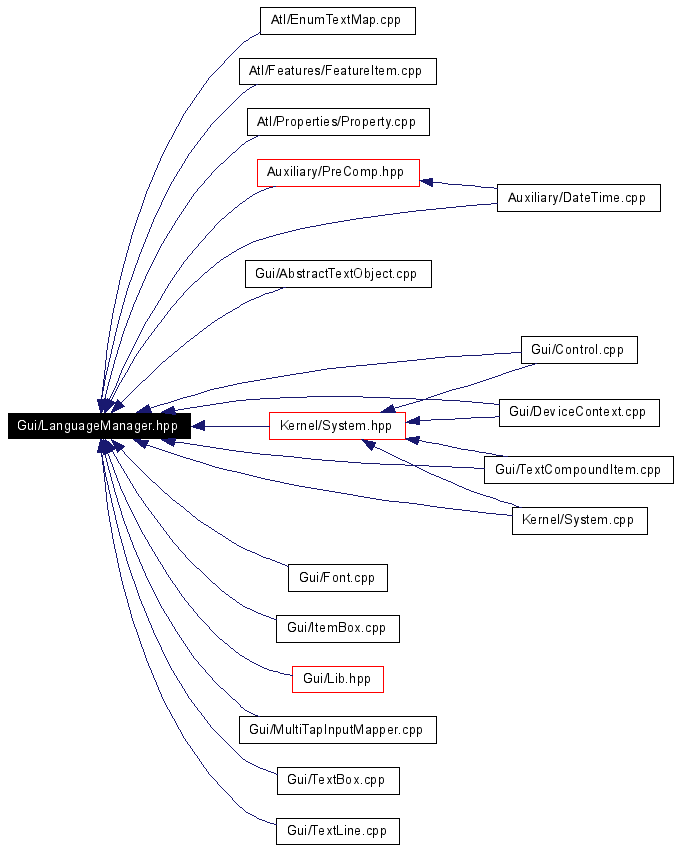 Atl/EnumTextMap.cpp
Atl/Features/FeatureItem.cpp
Atl/Properties/Property.cpp
Auxiliary/PreComp.hpp
Auxiliary/DateTime.cpp
Gui/AbstractTextObject.cpp
Gui/Control.cpp
Gui/DeviceContext.cpp
Gui/LanguageManager.hpp
Kernel/System.hpp
Gui/TextCompoundItem.cpp
Kernel/System.cpp
Gui/Font.cpp
Gui/ItemBox.cpp
Gui/Lib.hpp
Gui/MultiTapInputMapper.cpp
Gui/TextBox.cpp
Gui/TextLine.cpp